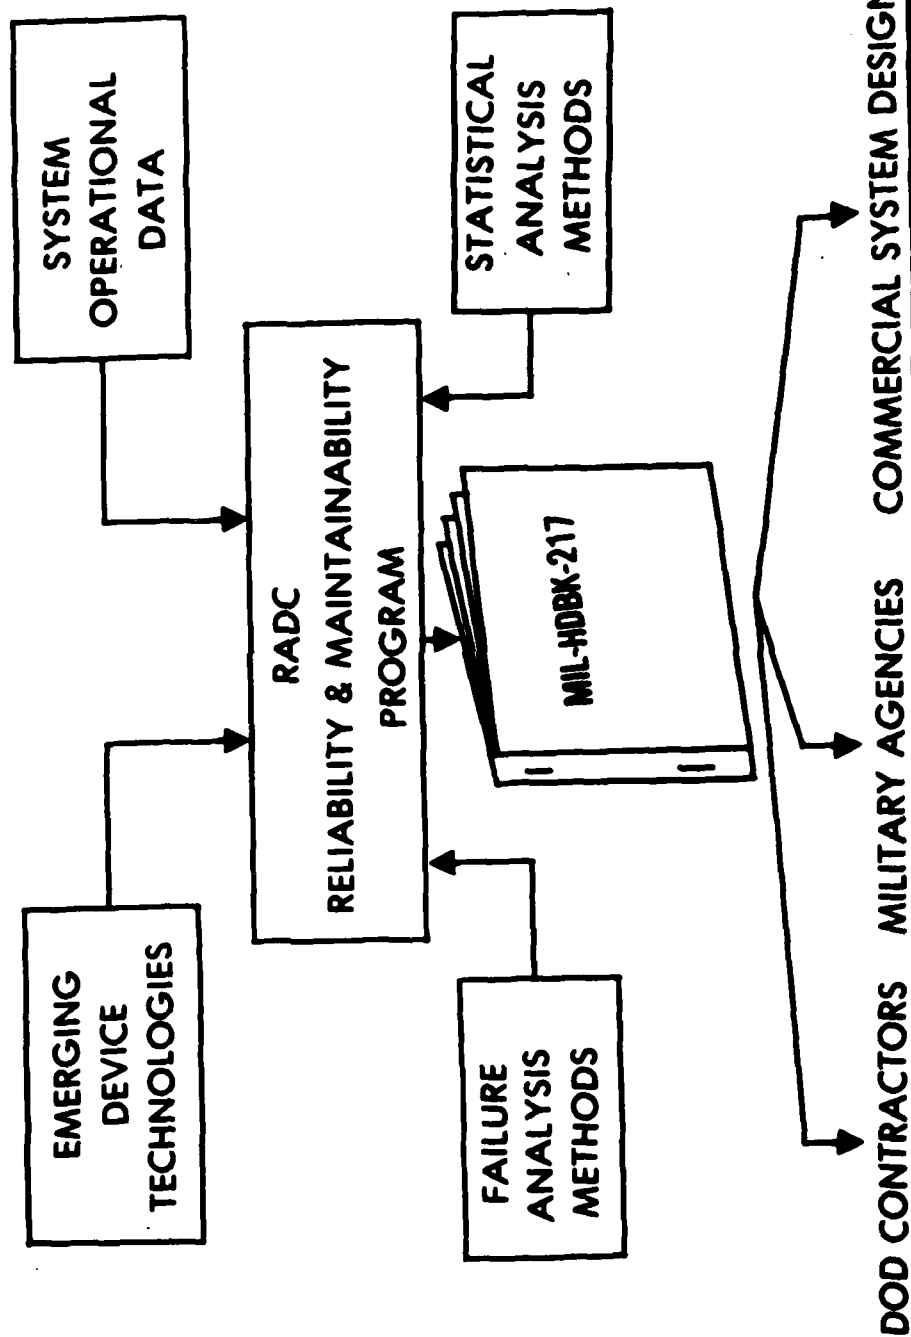 EMERGING
DEVICE
TECHNOLOGIES
SYSTEM
OPERATIONAL
DATA
RADC
RELIABILITY & MAINTAINABILITY
PROGRAM
FAILURE
ANALYSIS
METHODS
STATISTICAL
ANALYSIS
METHODS
MIL-HDBK-217
DOD CONTRACTORS MILITARY AGENCIES COMMERCIAL SYSTEM DESIGN